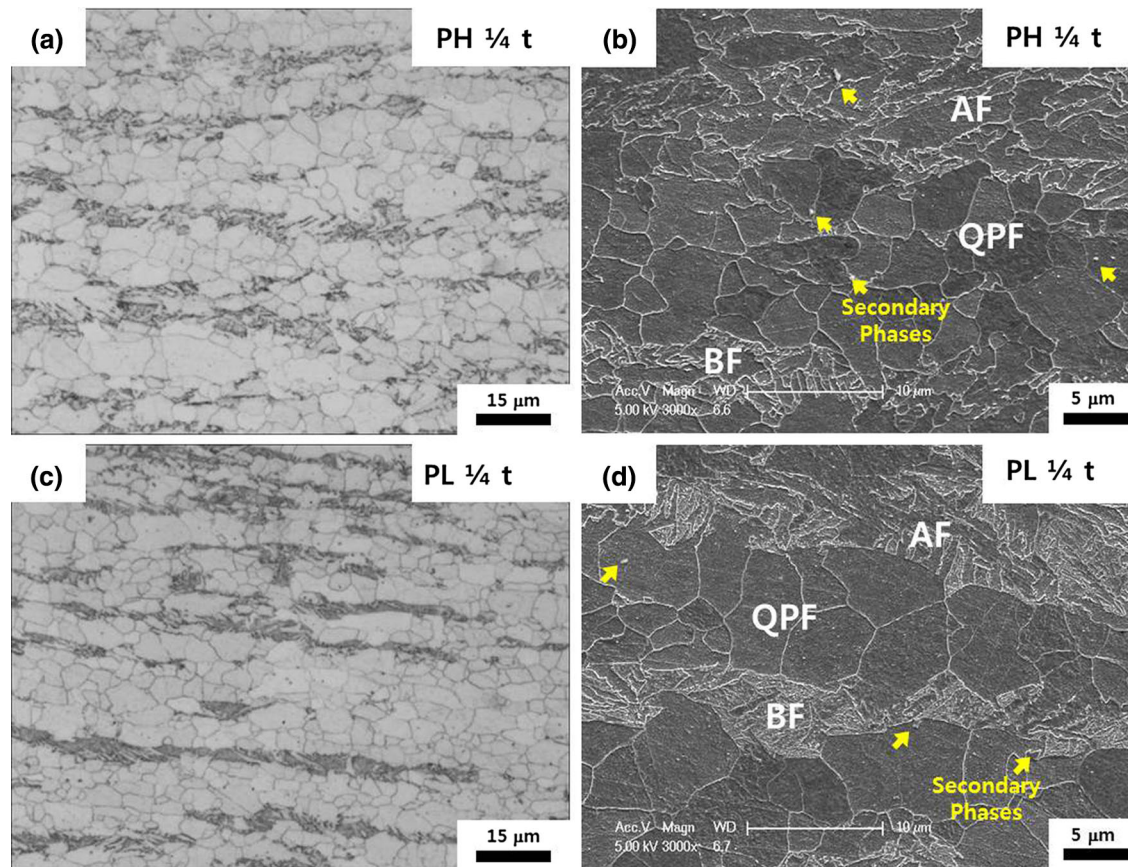 (a)
PH ¼ t
15 μm
(b)
PH ¼ t
AF
QPF
Secondary
Phases
BF
Acc.V Magn WD
5.00 kV 3000x 6.6
10 μm
5 μm
(c)
PL ¼ t
15 μm
(d)
PL ¼ t
AF
QPF
BF
Secondary
Phases
Acc.V Magn WD
5.00 kV 3000x 6.7
10 μm
5 μm